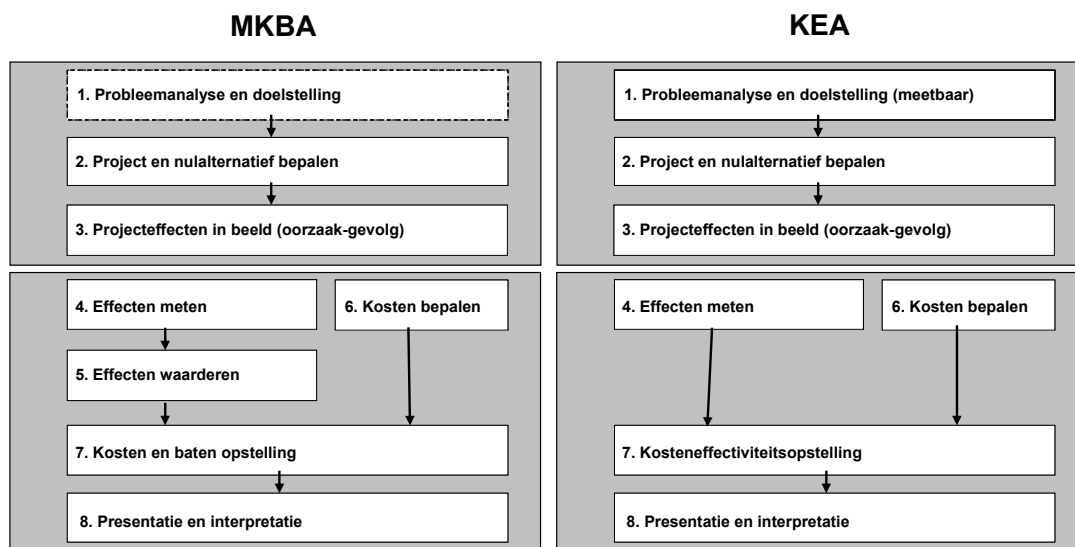 MKBA
1. Probleemanalyse en doelstelling
2. Project en nulalternatief bepalen
3. Projecteffecten in beeld (oorzaak-gevolg)
4. Effecten meten
6. Kosten bepalen
5. Effecten waarderen
7. Kosten en baten opstelling
8. Presentatie en interpretatie
KEA
1. Probleemanalyse en doelstelling (meetbaar)
2. Project en nulalternatief bepalen
3. Projecteffecten in beeld (oorzaak-gevolg)
4. Effecten meten
6. Kosten bepalen
7. Kosteneffectiviteitsopstelling
8. Presentatie en interpretatie